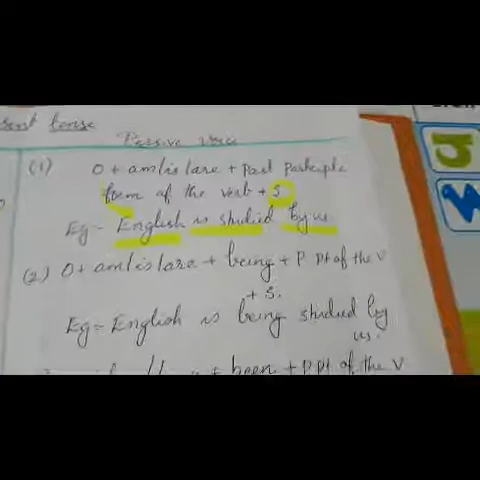 sent tense
Passive Voice
(1) O + am/is/are + Past Participle
form of the verb + S
Eg- English is studied by us
(2) O + am/is/are + being + P pt of the V
+ S.
Eg = English is being studied by
us.
+ been + P.Pt of the V